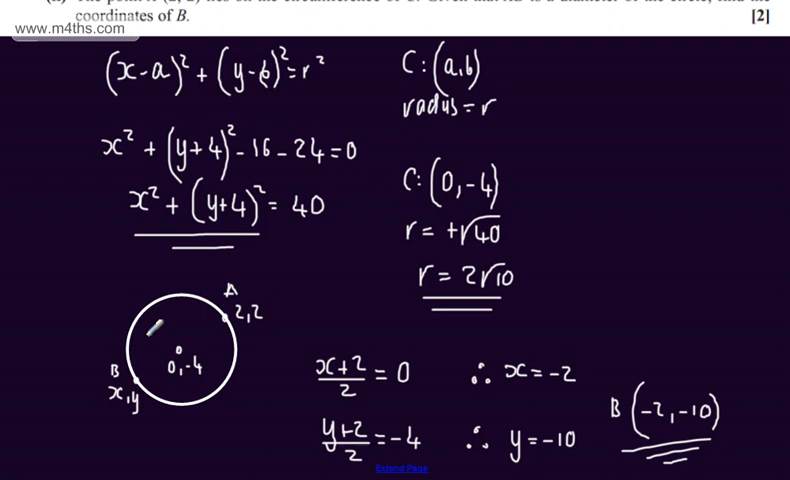 coordinates of B. [2]
www.m4ths.com
(x-a)² + (y-b)² = r²
C: (a,b)
radius = r
x² + (y+4)² - 16 - 24 = 0
x² + (y+4)² = 40
C: (0,-4)
r = +√40
r = 2√10
A
2,2
0,-4
B
x,y
(x+2)/2 = 0 ∴ x = -2
(y+2)/2 = -4 ∴ y = -10
B (-2,-10)
Extend Page